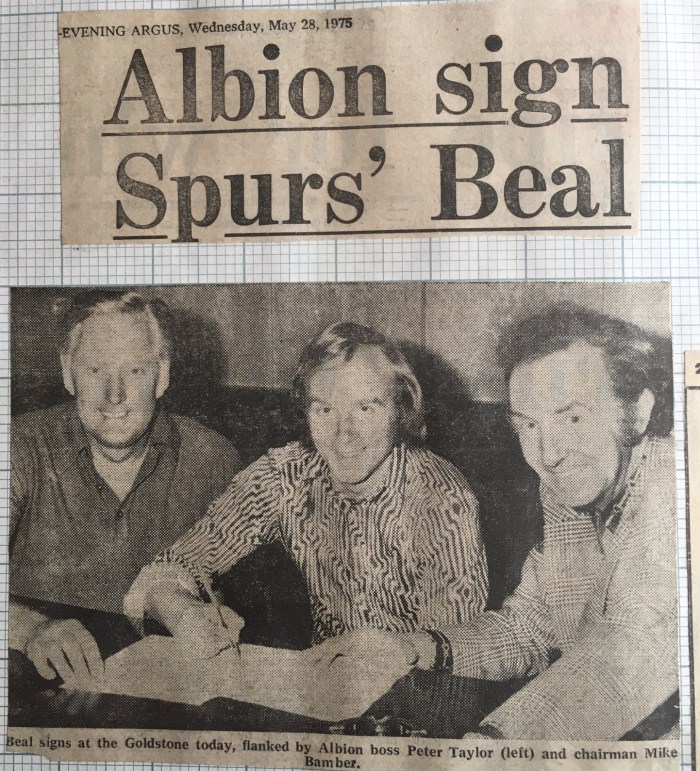 -EVENING ARGUS, Wednesday, May 28, 1975
Albion sign
Spurs’ Beal
2
Beal signs at the Goldstone today, flanked by Albion boss Peter Taylor (left) and chairman Mike
Bamber.